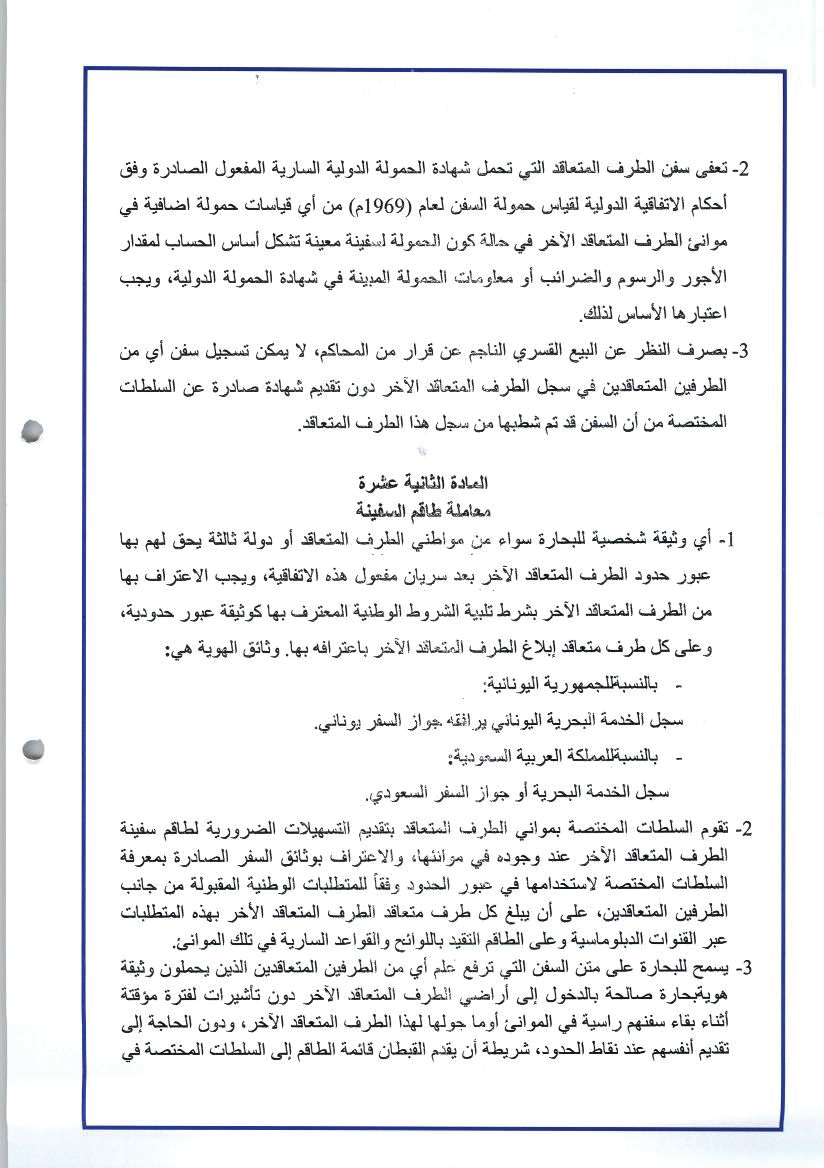 2- تعفى سفن الطرف المتعاقد التي تحمل شهادة الحمولة الدولية السارية المفعول الصادرة وفق
أحكام الاتفاقية الدولية لقياس حمولة السفن لعام (1969م) من أي قياسات حمولة اضافية في
موانئ الطرف المتعاقد الآخر في حالة كون الحمولة لسفينة معينة تشكل أساس الحساب لمقدار
الأجور والرسوم والضرائب أو معلومات الحمولة المبينة في شهادة الحمولة الدولية، ويجب
اعتبارها الأساس لذلك.
3- بصرف النظر عن البيع القسري الناجم عن قرار من المحاكم، لا يمكن تسجيل سفن أي من
الطرفين المتعاقدين في سجل الطرف المتعاقد الآخر دون تقديم شهادة صادرة عن السلطات
المختصة من أن السفن قد تم شطبها من سجل هذا الطرف المتعاقد.
المادة الثانية عشرة
معاملة طاقم السفينة
1- أي وثيقة شخصية للبحارة سواء من مواطني الطرف المتعاقد أو دولة ثالثة يحق لهم بها
عبور حدود الطرف المتعاقد الآخر بعد سريان مفعول هذه الاتفاقية، ويجب الاعتراف بها
من الطرف المتعاقد الآخر بشرط تلبية الشروط الوطنية المعترف بها كوثيقة عبور حدودية،
وعلى كل طرف متعاقد إبلاغ الطرف المتعاقد الآخر باعترافه بها. وثائق الهوية هي:
- بالنسبةللجمهورية اليونانية:
سجل الخدمة البحرية اليوناني يرافقه جواز السفر يوناني.
- بالنسبةللمملكة العربية السعودية:
سجل الخدمة البحرية أو جواز السفر السعودي.
2- تقوم السلطات المختصة بمواني الطرف المتعاقد بتقديم التسهيلات الضرورية لطاقم سفينة
الطرف المتعاقد الآخر عند وجوده في موانئها، والاعتراف بوثائق السفر الصادرة بمعرفة
السلطات المختصة لاستخدامها في عبور الحدود وفقاً للمتطلبات الوطنية المقبولة من جانب
الطرفين المتعاقدين، على أن يبلغ كل طرف متعاقد الطرف المتعاقد الأخر بهذه المتطلبات
عبر القنوات الدبلوماسية وعلى الطاقم التقيد باللوائح والقواعد السارية في تلك الموانئ.
3- يسمح للبحارة على متن السفن التي ترفع علم أي من الطرفين المتعاقدين الذين يحملون وثيقة
هويةبحارة صالحة بالدخول إلى أراضي الطرف المتعاقد الآخر دون تأشيرات لفترة مؤقتة
أثناء بقاء سفنهم راسية في الموانئ أوما جولها لهذا الطرف المتعاقد الآخر، ودون الحاجة إلى
تقديم أنفسهم عند نقاط الحدود، شريطة أن يقدم القبطان قائمة الطاقم إلى السلطات المختصة في